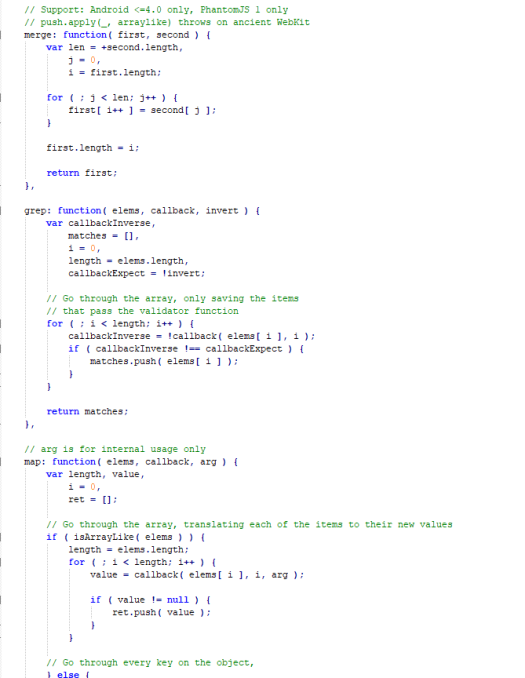 // Support: Android <=4.0 only, PhantomJS 1 only
// push.apply(_, arraylike) throws on ancient WebKit
merge: function( first, second ) {
var len = +second.length,
j = 0,
i = first.length;
for ( ; j < len; j++ ) {
first[ i++ ] = second[ j ];
}
first.length = i;
return first;
},
grep: function( elems, callback, invert ) {
var callbackInverse,
matches = [],
i = 0,
length = elems.length,
callbackExpect = !invert;
// Go through the array, only saving the items
// that pass the validator function
for ( ; i < length; i++ ) {
callbackInverse = !callback( elems[ i ], i );
if ( callbackInverse !== callbackExpect ) {
matches.push( elems[ i ] );
}
}
return matches;
},
// arg is for internal usage only
map: function( elems, callback, arg ) {
var length, value,
i = 0,
ret = [];
// Go through the array, translating each of the items to their new values
if ( isArrayLike( elems ) ) {
length = elems.length;
for ( ; i < length; i++ ) {
value = callback( elems[ i ], i, arg );
if ( value != null ) {
ret.push( value );
}
}
// Go through every key on the object,
} else {